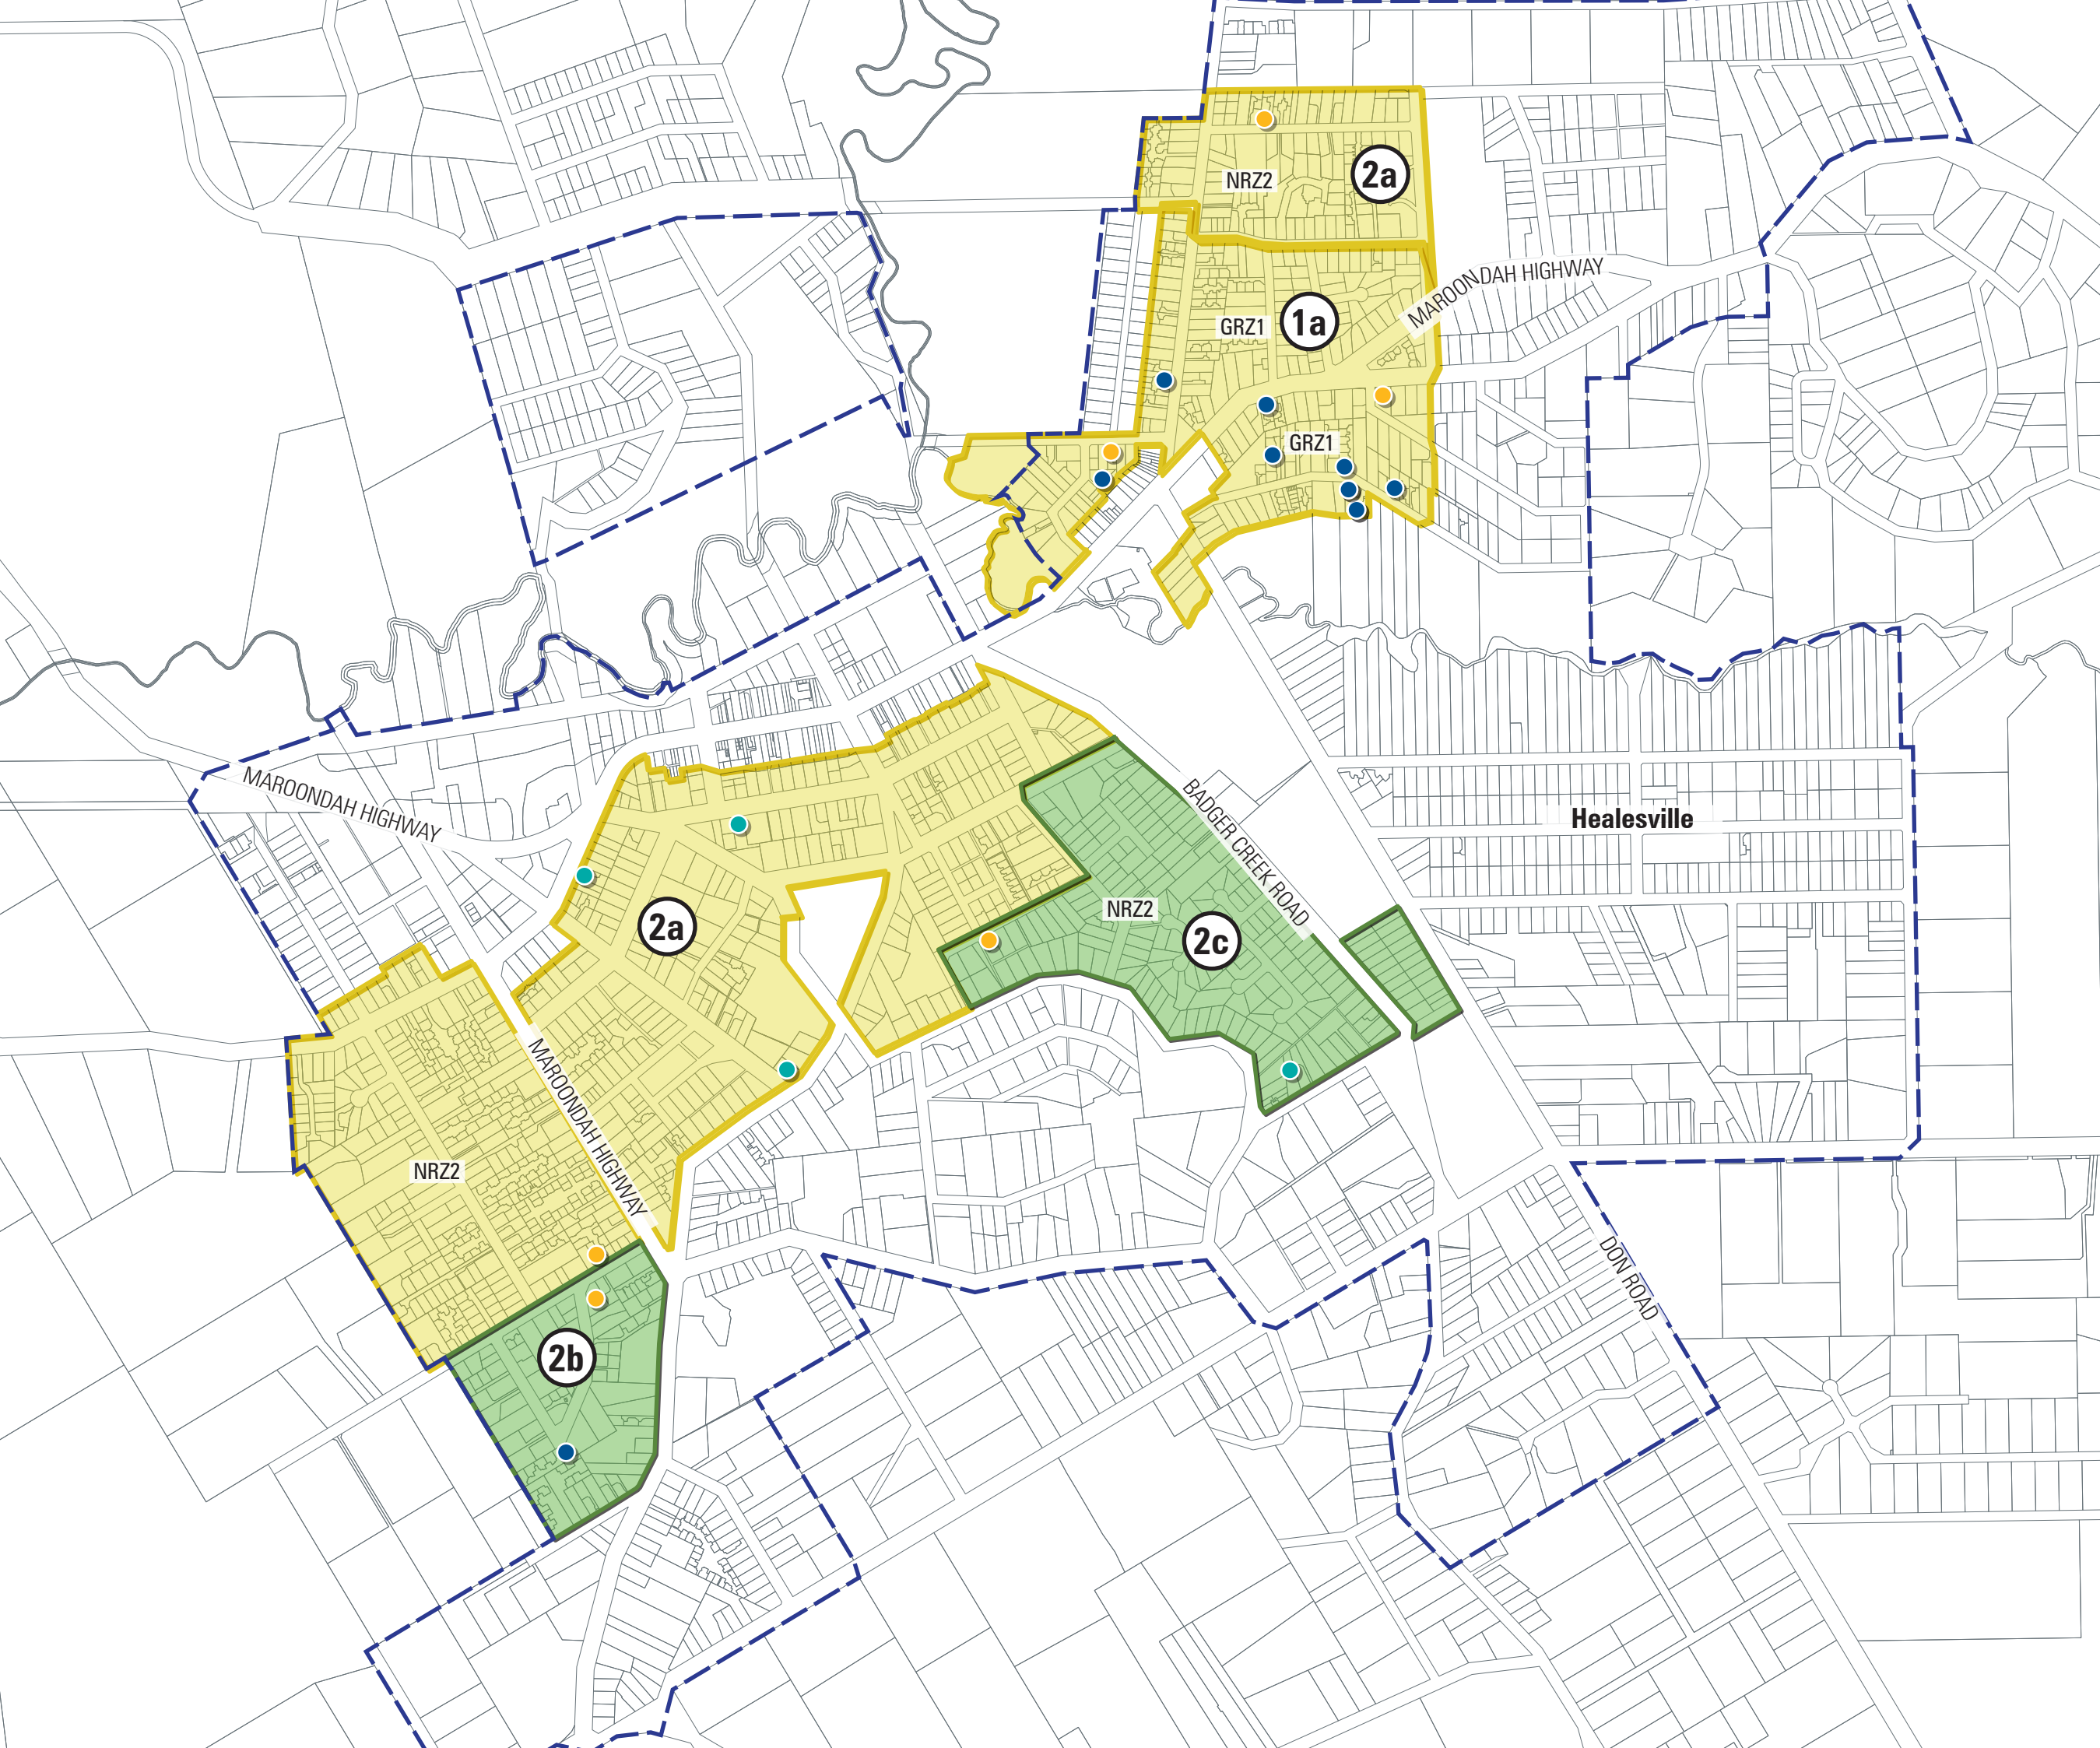 2a
NRZ2
MAROONDAH HIGHWAY
1a
GRZ1
GRZ1
MAROONDAH HIGHWAY
BADGER CREEK ROAD
Healesville
NRZ2
2a
2c
MAROONDAH HIGHWAY
NRZ2
DON ROAD
2b